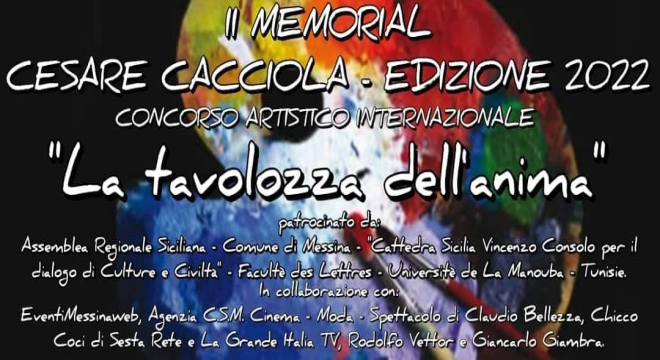 II MEMORIAL
CESARE CACCIOLA - EDIZIONE 2022
CONCORSO ARTISTICO INTERNAZIONALE
"La tavolozza dell'anima"
patrocinato da:
Assemblea Regionale Siciliana - Comune di Messina - "Cattedra Sicilia Vincenzo Consolo per il
dialogo di Culture e Civiltà" - Facultè des Lettres - Universitè de La Manouba - Tunisie.
In collaborazione con:
EventiMessinaweb, Agenzia C.S.M. Cinema - Moda - Spettacolo di Claudio Bellezza, Chicco
Coci di Sesta Rete e La Grande Italia TV, Rodolfo Vettor e Giancarlo Giambra.